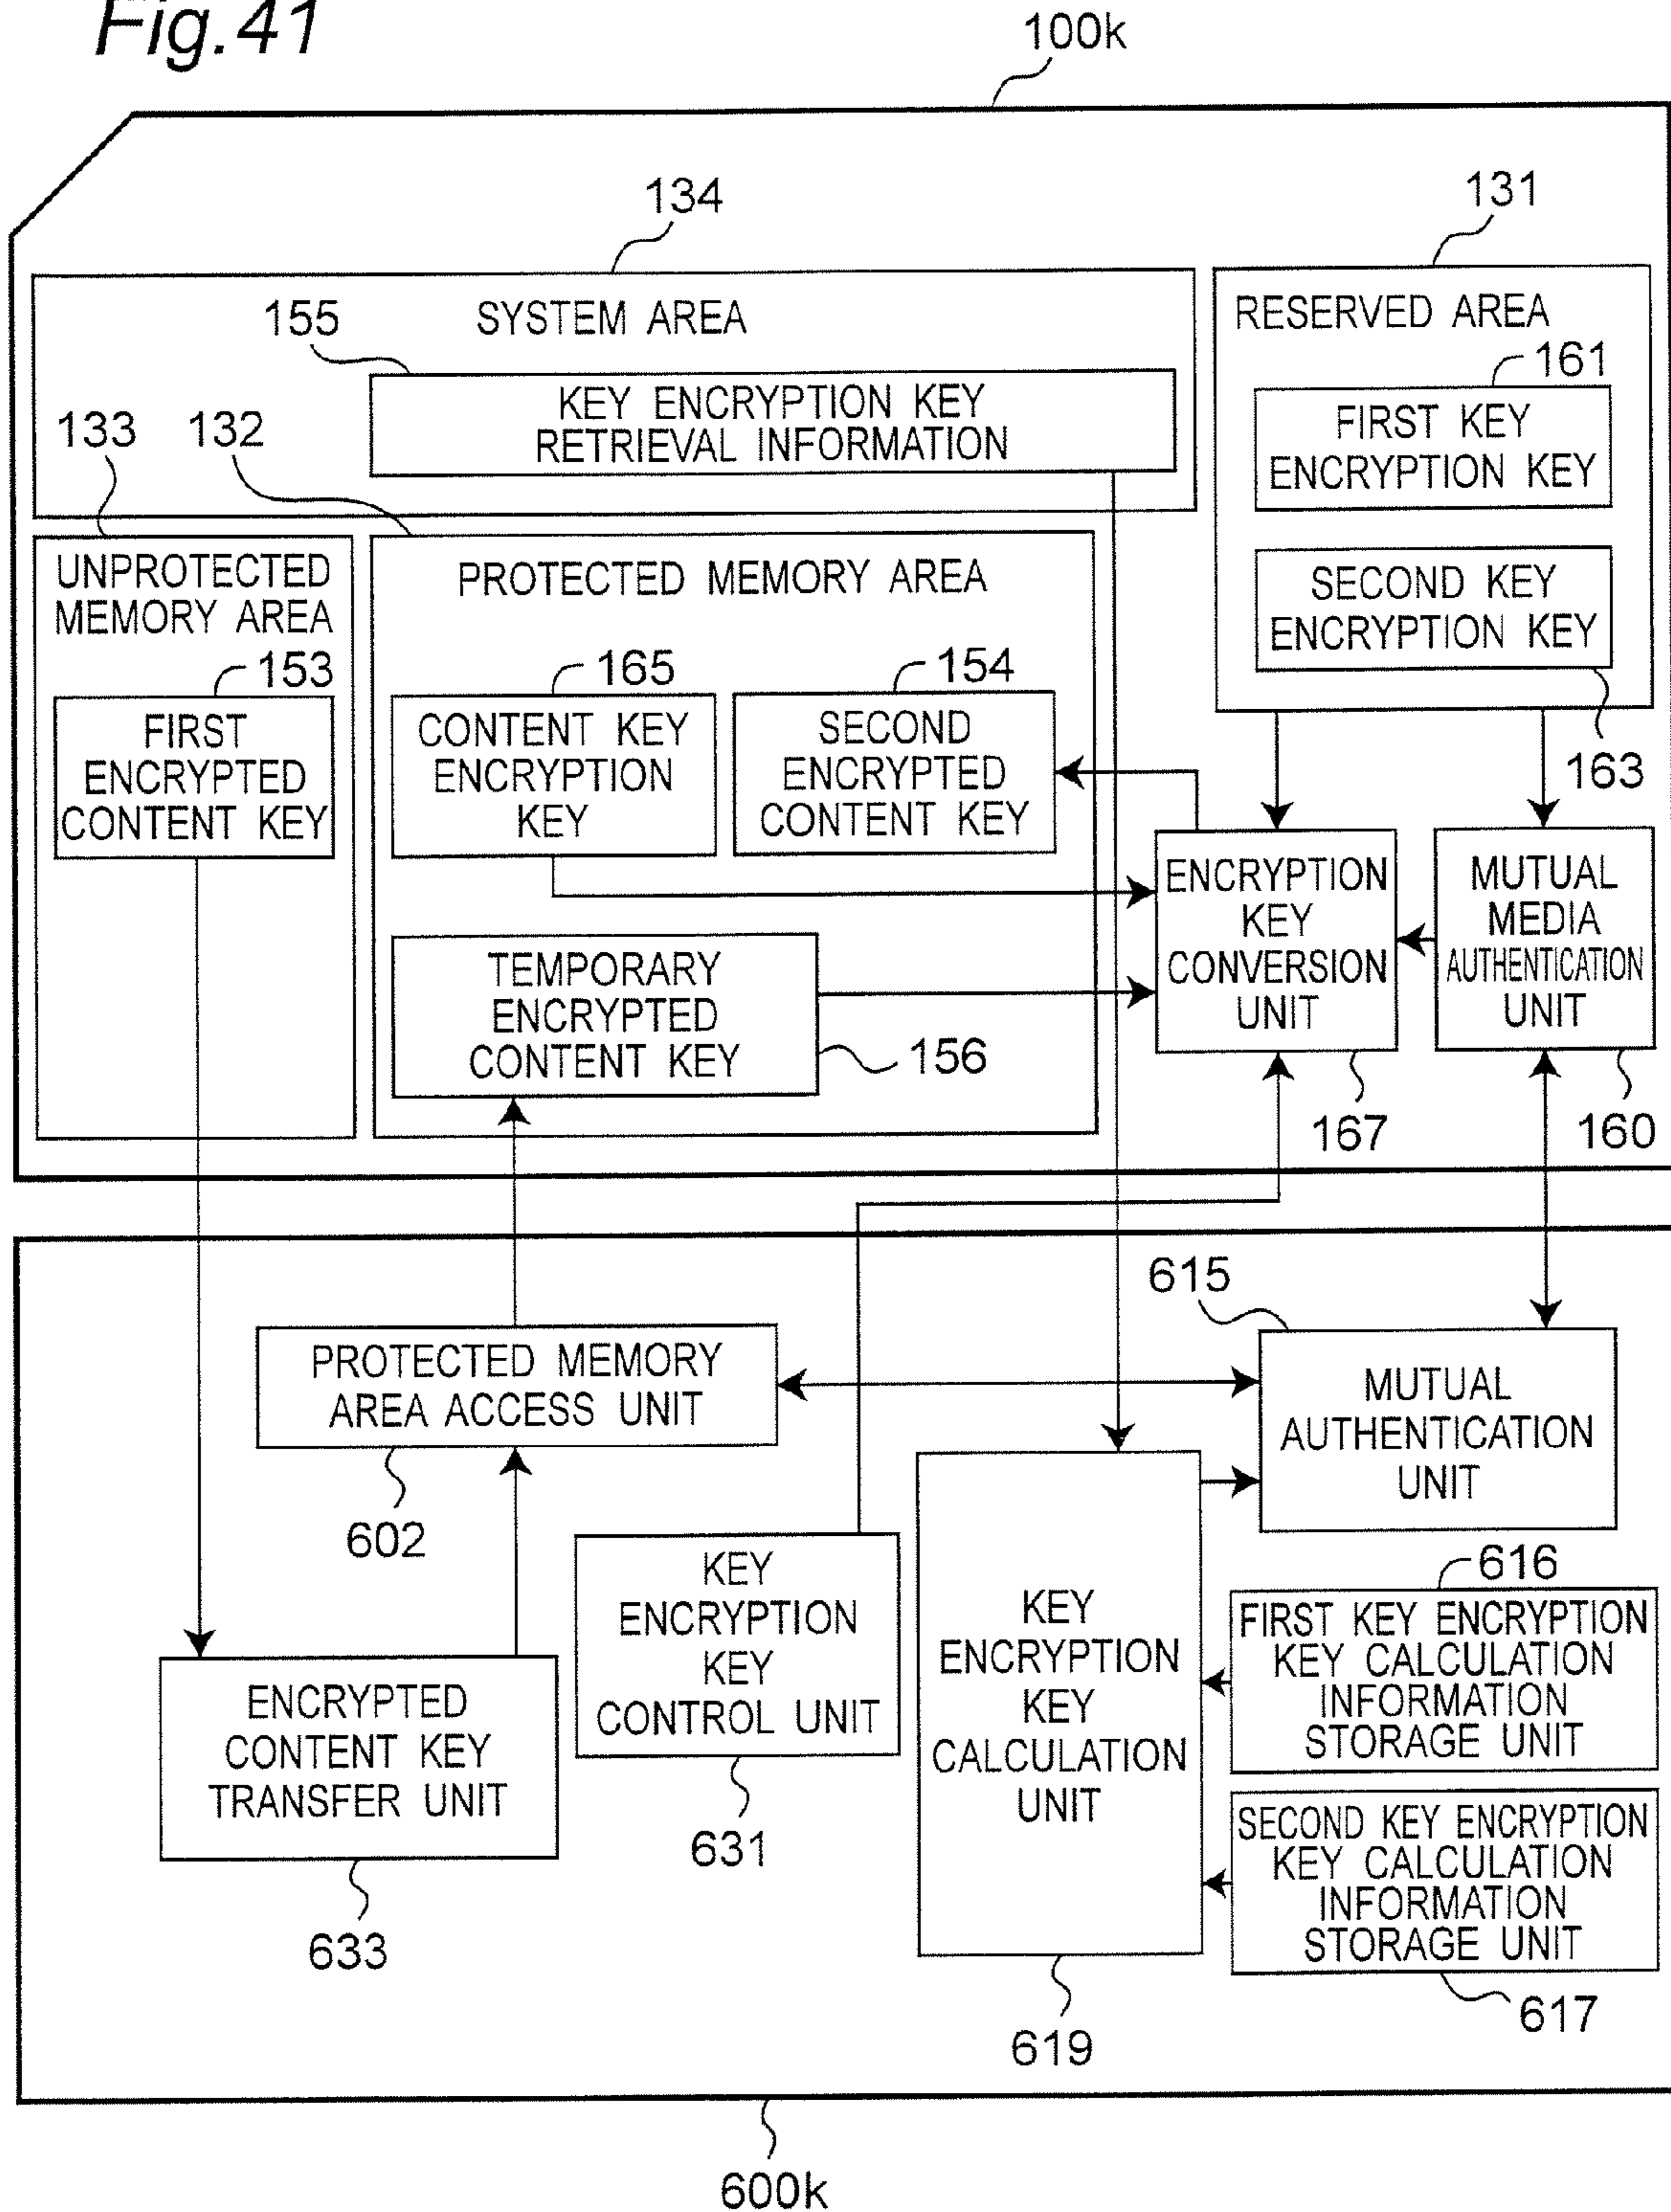 Fig.41
100k
134
131
SYSTEM AREA
RESERVED AREA
155
161
KEY ENCRYPTION KEY
RETRIEVAL INFORMATION
FIRST KEY
ENCRYPTION KEY
133
132
UNPROTECTED
MEMORY AREA
PROTECTED MEMORY AREA
SECOND KEY
ENCRYPTION KEY
153
165
154
163
FIRST
ENCRYPTED
CONTENT KEY
CONTENT KEY
ENCRYPTION
KEY
SECOND
ENCRYPTED
CONTENT KEY
ENCRYPTION
KEY
CONVERSION
UNIT
MUTUAL
MEDIA
AUTHENTICATION
UNIT
TEMPORARY
ENCRYPTED
CONTENT KEY
156
167
160
615
PROTECTED MEMORY
AREA ACCESS UNIT
MUTUAL
AUTHENTICATION
UNIT
602
KEY
ENCRYPTION
KEY
CONTROL UNIT
KEY
ENCRYPTION
KEY
CALCULATION
UNIT
616
FIRST KEY ENCRYPTION
KEY CALCULATION
INFORMATION
STORAGE UNIT
ENCRYPTED
CONTENT KEY
TRANSFER UNIT
631
SECOND KEY ENCRYPTION
KEY CALCULATION
INFORMATION
STORAGE UNIT
633
619
617
600k